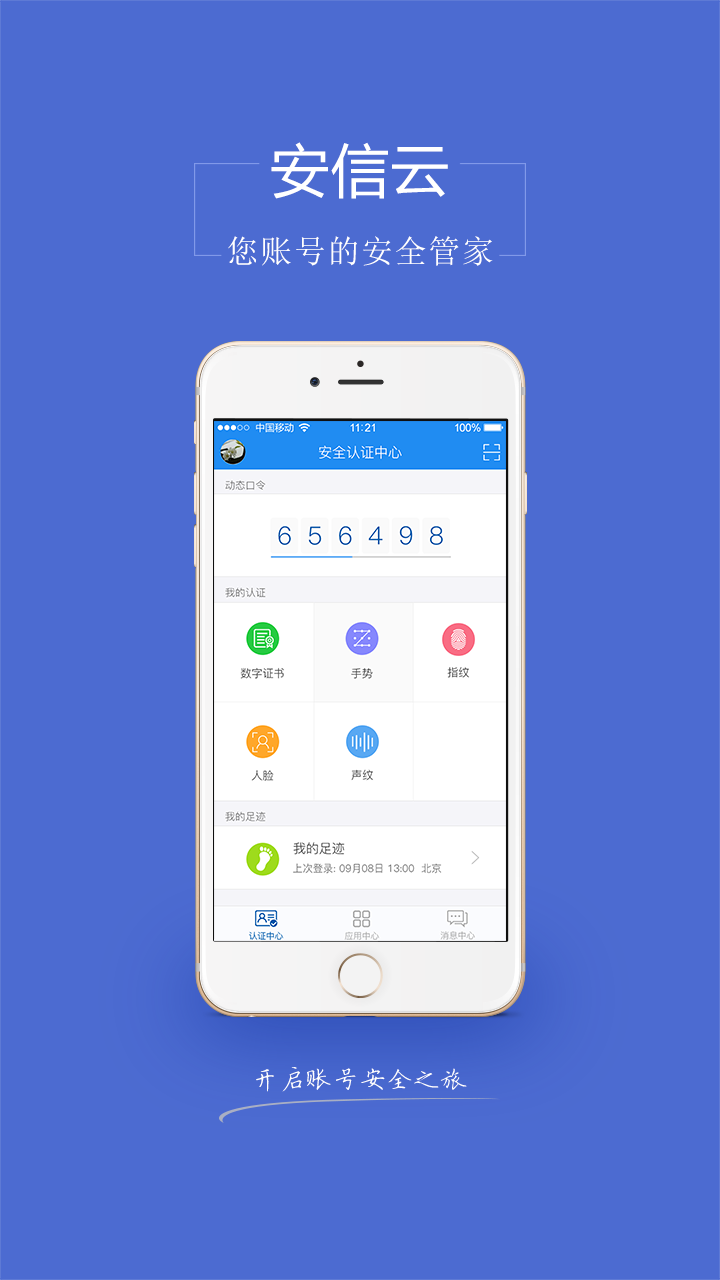 安信云
您账号的安全管家
中国移动 11:21 100%
安全认证中心
动态口令
6 5 6 4 9 8
我的认证
数字证书 手势 指纹
人脸 声纹
我的足迹
我的足迹
上次登录: 09月08日 13:00 北京
认证中心 应用中心 消息中心
开启账号安全之旅